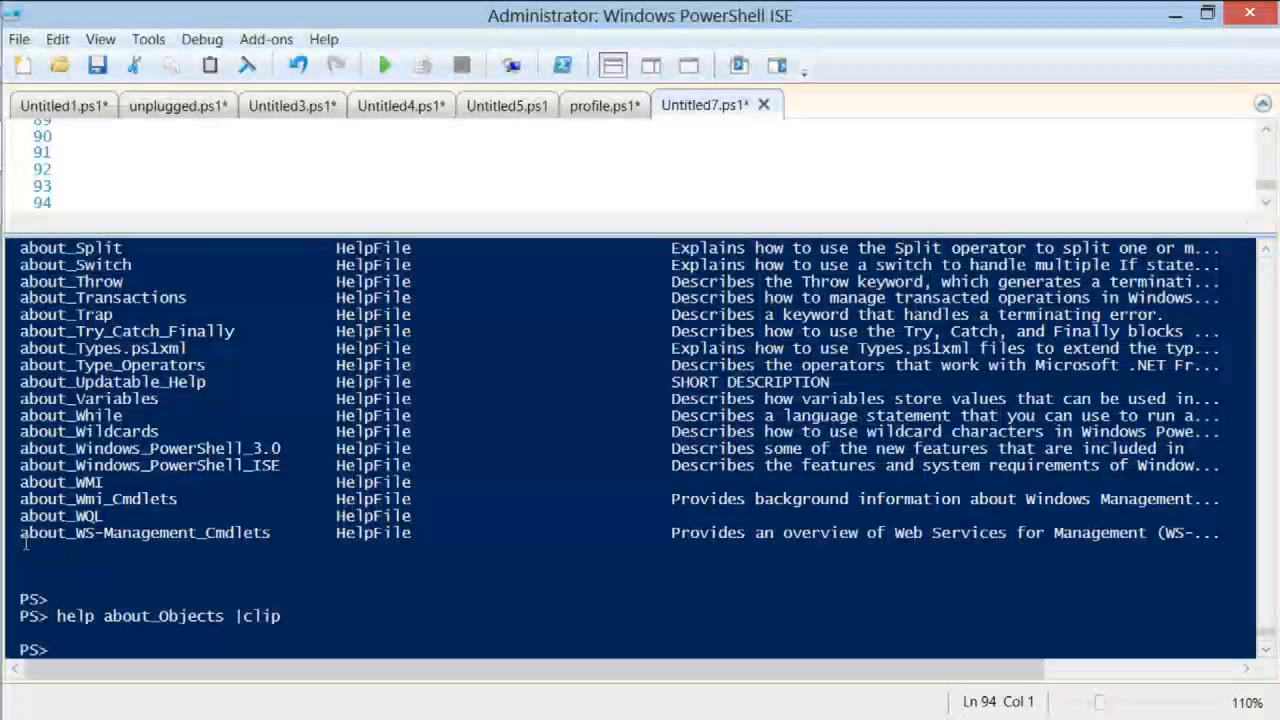 Administrator: Windows PowerShell ISE
File Edit View Tools Debug Add-ons Help
Untitled1.ps1* unplugged.ps1* Untitled3.ps1* Untitled4.ps1* Untitled5.ps1 profile.ps1* Untitled7.ps1*
89
90
91
92
93
94
about_Split HelpFile Explains how to use the Split operator to split one or m...
about_Switch HelpFile Explains how to use a switch to handle multiple If state...
about_Throw HelpFile Describes the Throw keyword, which generates a terminati...
about_Transactions HelpFile Describes how to manage transacted operations in Windows...
about_Trap HelpFile Describes a keyword that handles a terminating error.
about_Try_Catch_Finally HelpFile Describes how to use the Try, Catch, and Finally blocks ...
about_Types.ps1xml HelpFile Explains how to use Types.ps1xml files to extend the typ...
about_Type_Operators HelpFile Describes the operators that work with Microsoft .NET Fr...
about_Updatable_Help HelpFile SHORT DESCRIPTION
about_Variables HelpFile Describes how variables store values that can be used in...
about_While HelpFile Describes a language statement that you can use to run a...
about_Wildcards HelpFile Describes how to use wildcard characters in Windows Powe...
about_Windows_PowerShell_3.0 HelpFile Describes some of the new features that are included in
about_Windows_PowerShell_ISE HelpFile Describes the features and system requirements of Window...
about_WMI HelpFile
about_Wmi_Cmdlets HelpFile Provides background information about Windows Management...
about_WQL HelpFile
about_WS-Management_Cmdlets HelpFile Provides an overview of Web Services for Management (WS-...
PS>
PS> help about_Objects |clip
PS>
Ln 94 Col 1 110%